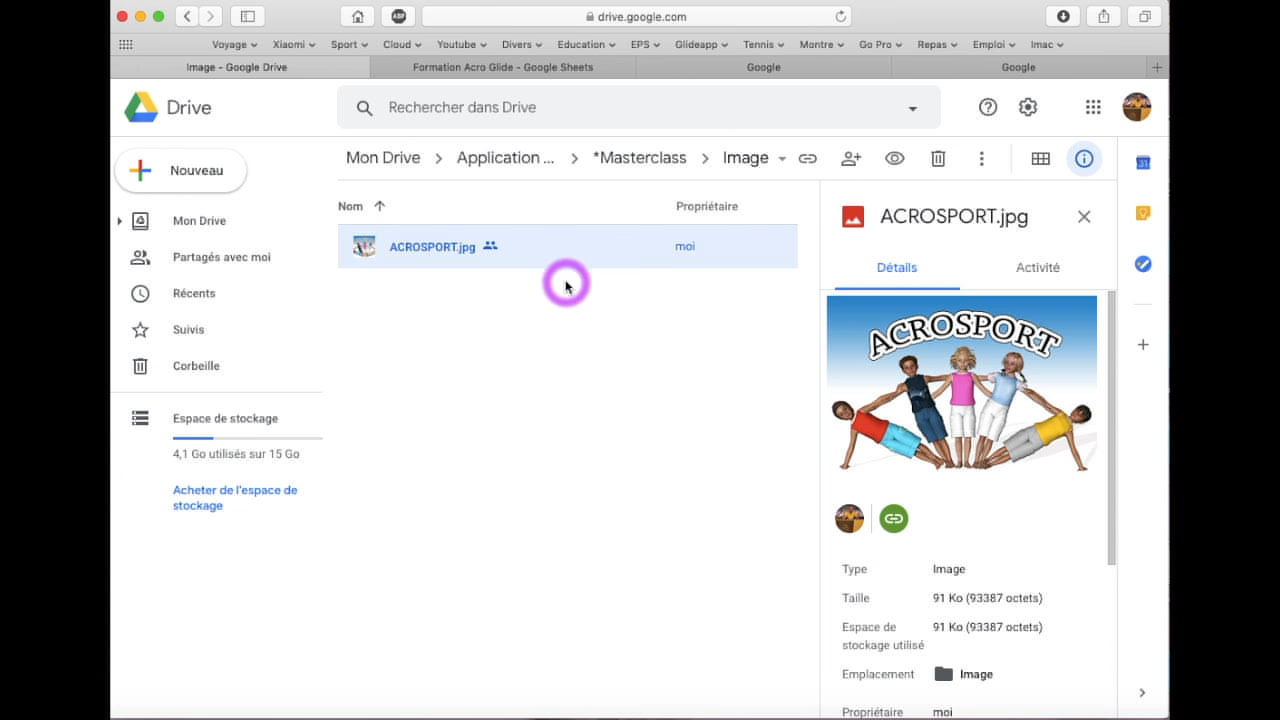 ABP
drive.google.com
Voyage Xiaomi Sport Cloud Youtube Divers Education EPS Glideapp Tennis Montre Go Pro Repas Emploi Imac
Image - Google Drive
Formation Acro Glide - Google Sheets
Google
Google
Drive
Rechercher dans Drive
Nouveau
Mon Drive
Partagés avec moi
Récents
Suivis
Corbeille
Espace de stockage
4,1 Go utilisés sur 15 Go
Acheter de l'espace de
stockage
Mon Drive > Application ... > *Masterclass > Image
Nom
Propriétaire
ACROSPORT.jpg
moi
ACROSPORT.jpg
Détails
Activité
ACROSPORT
Type
Image
Taille
91 Ko (93387 octets)
Espace de
stockage utilisé
91 Ko (93387 octets)
Emplacement
Image
Propriétaire
moi
31